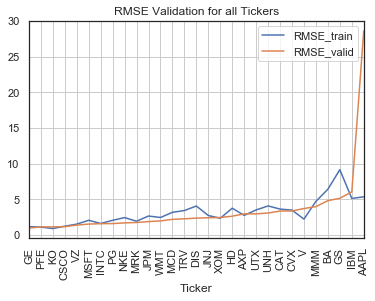 RMSE Validation for all Tickers
30
25
20
15
10
5
0
RMSE_train
RMSE_valid
GE
PFE
KO
CSCO
VZ
MSFT
INTC
PG
NKE
MRK
JPM
WMT
MCD
TRV
DIS
JNJ
XOM
HD
AXP
UTX
UNH
CAT
CVX
V
MMM
BA
GS
IBM
AAPL
Ticker